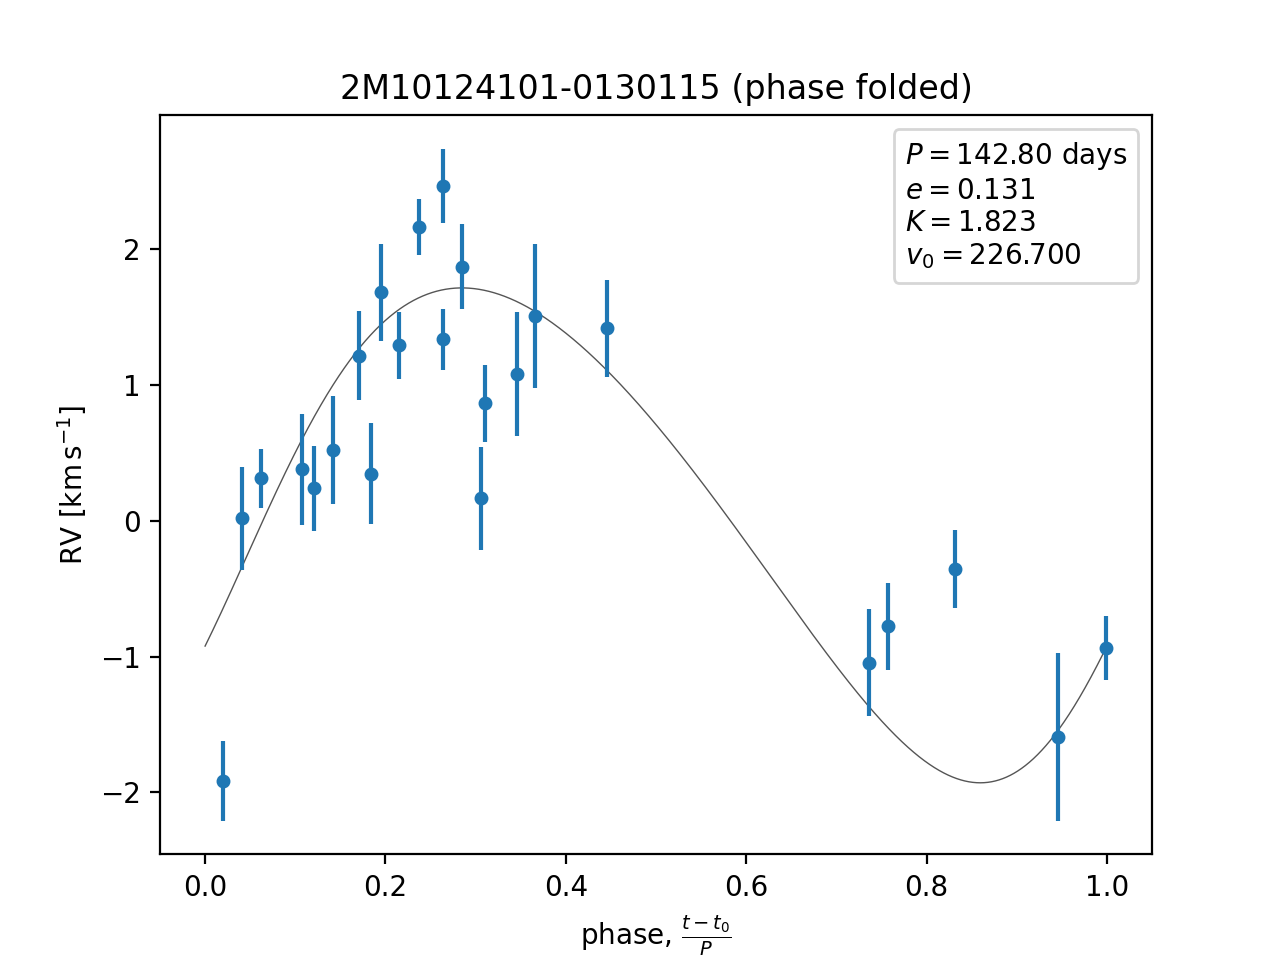 2M10124101-0130115 (phase folded)
P = 142.80 days
e = 0.131
K = 1.823
v₀ = 226.700
2
1
0
−1
−2
RV [km s⁻¹]
0.0 0.2 0.4 0.6 0.8 1.0
phase, (t − t₀)/P